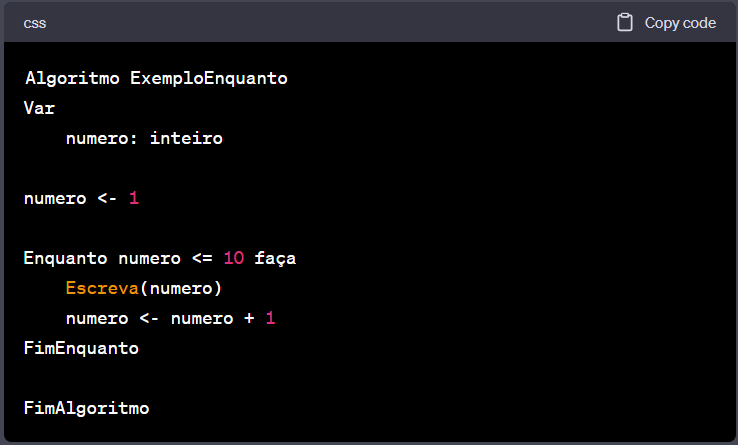 css
Copy code
Algoritmo ExemploEnquanto
Var
numero: inteiro
numero <- 1
Enquanto numero <= 10 faça
Escreva(numero)
numero <- numero + 1
FimEnquanto
FimAlgoritmo